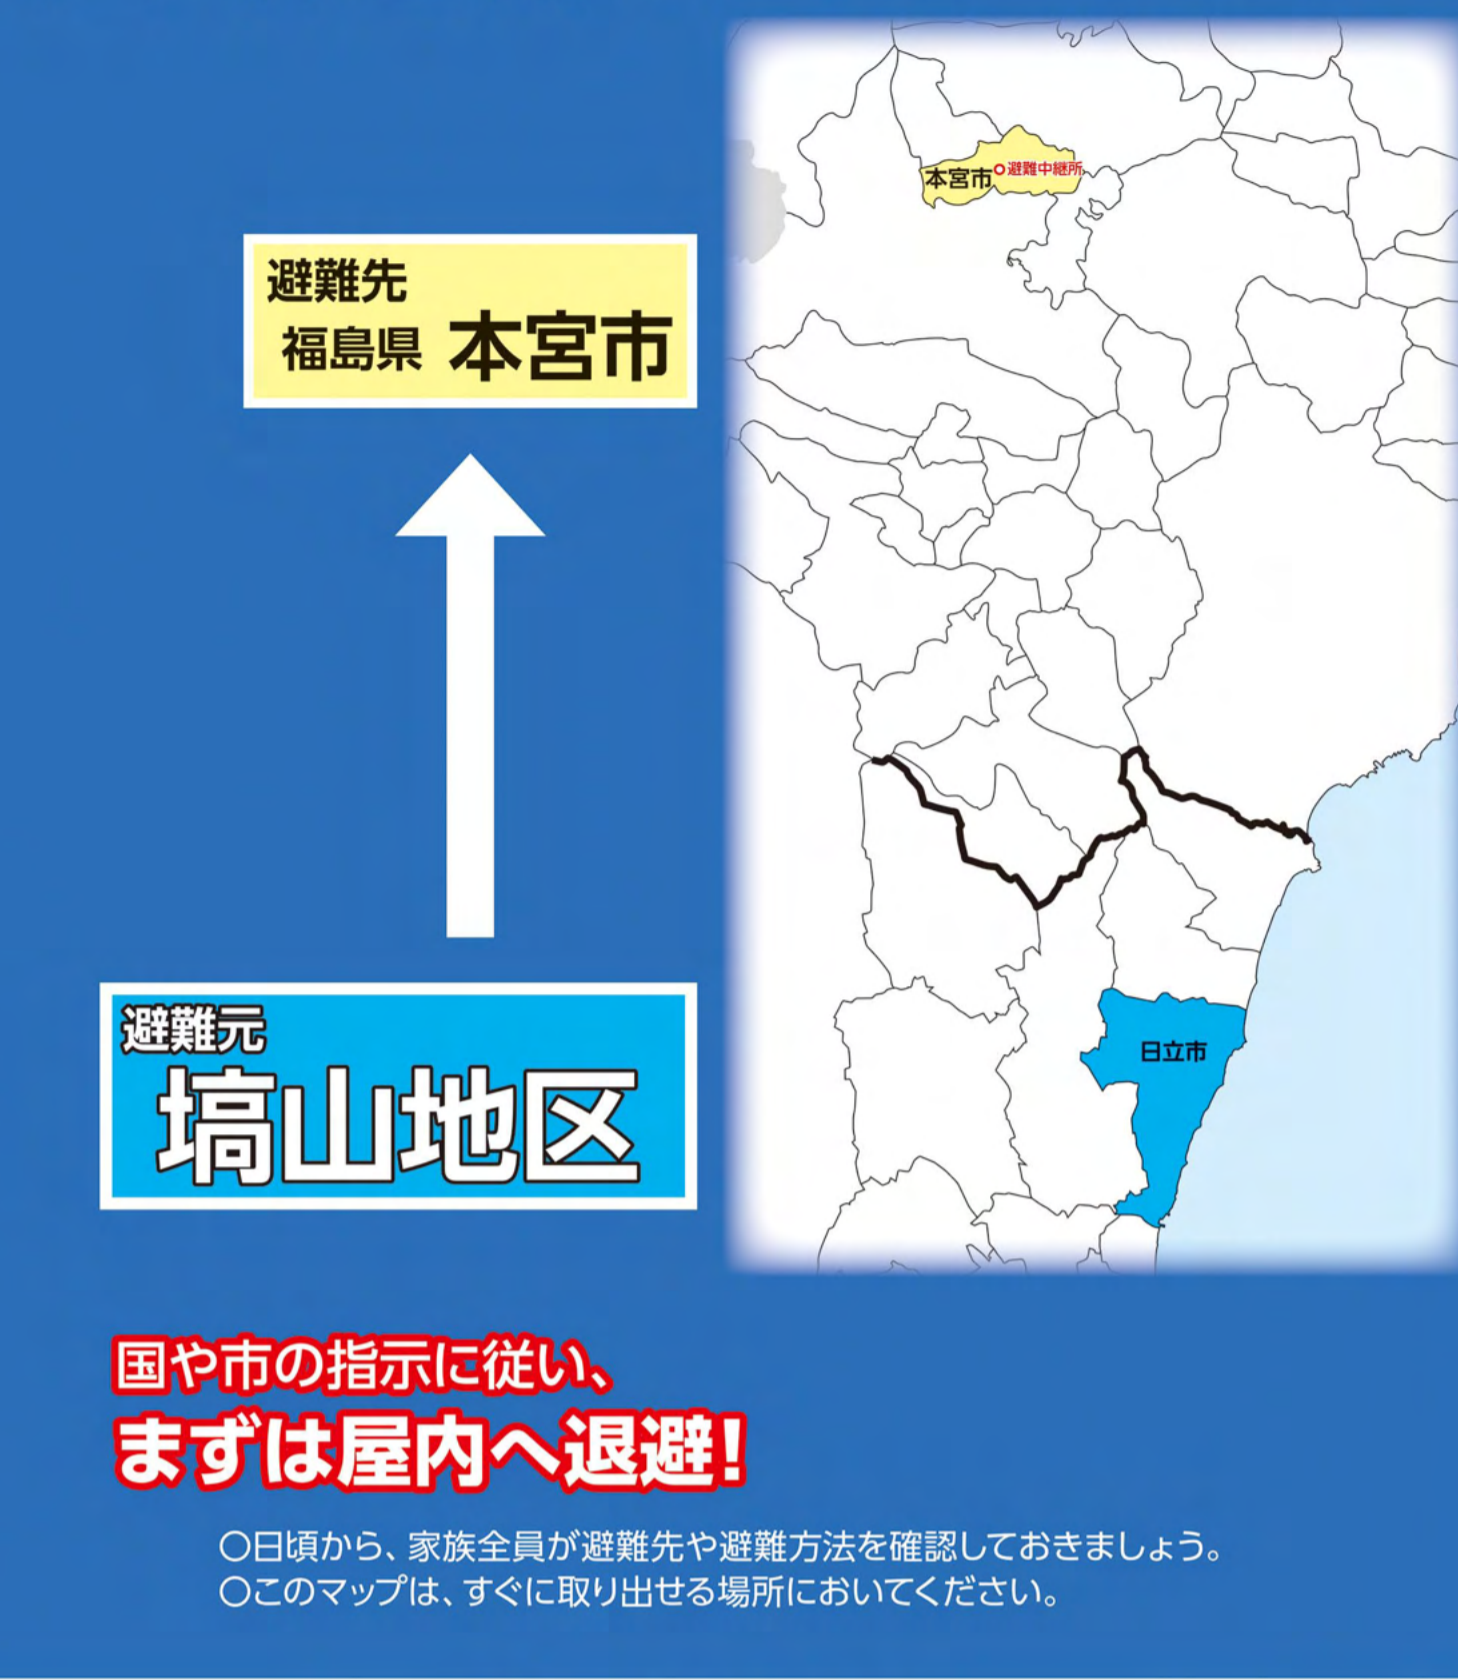 避難先
福島県 本宮市
避難元
塙山地区
本宮市
避難中継所
日立市
国や市の指示に従い、
まずは屋内へ退避!
〇日頃から、家族全員が避難先や避難方法を確認しておきましょう。
〇このマップは、すぐに取り出せる場所においてください。